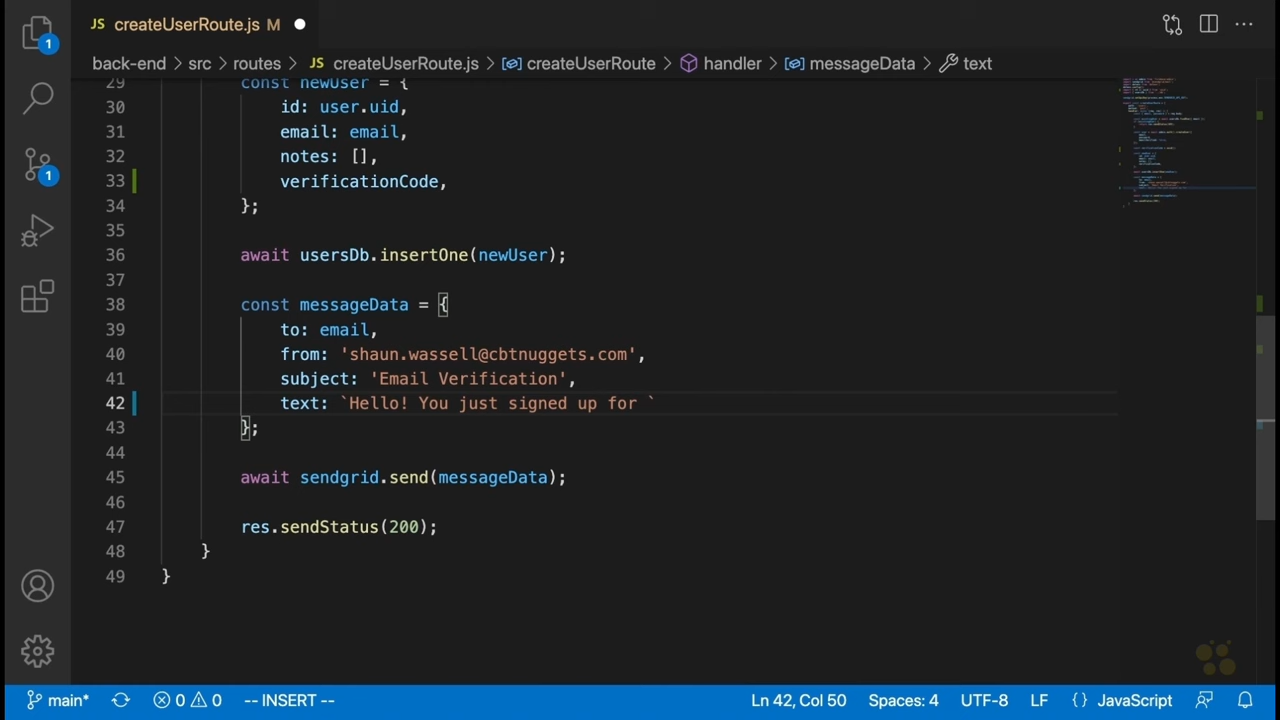 JS createUserRoute.js M
back-end > src > routes > JS createUserRoute.js > createUserRoute > handler > messageData > text
1
1
29 const newUser = {
30 id: user.uid,
31 email: email,
32 notes: [],
33 verificationCode,
34 };
35
36 await usersDb.insertOne(newUser);
37
38 const messageData = {
39 to: email,
40 from: 'shaun.wassell@cbtnuggets.com',
41 subject: 'Email Verification',
42 text: `Hello! You just signed up for `
43 };
44
45 await sendgrid.send(messageData);
46
47 res.sendStatus(200);
48 }
49 }
main* 0 0 -- INSERT -- Ln 42, Col 50 Spaces: 4 UTF-8 LF {} JavaScript